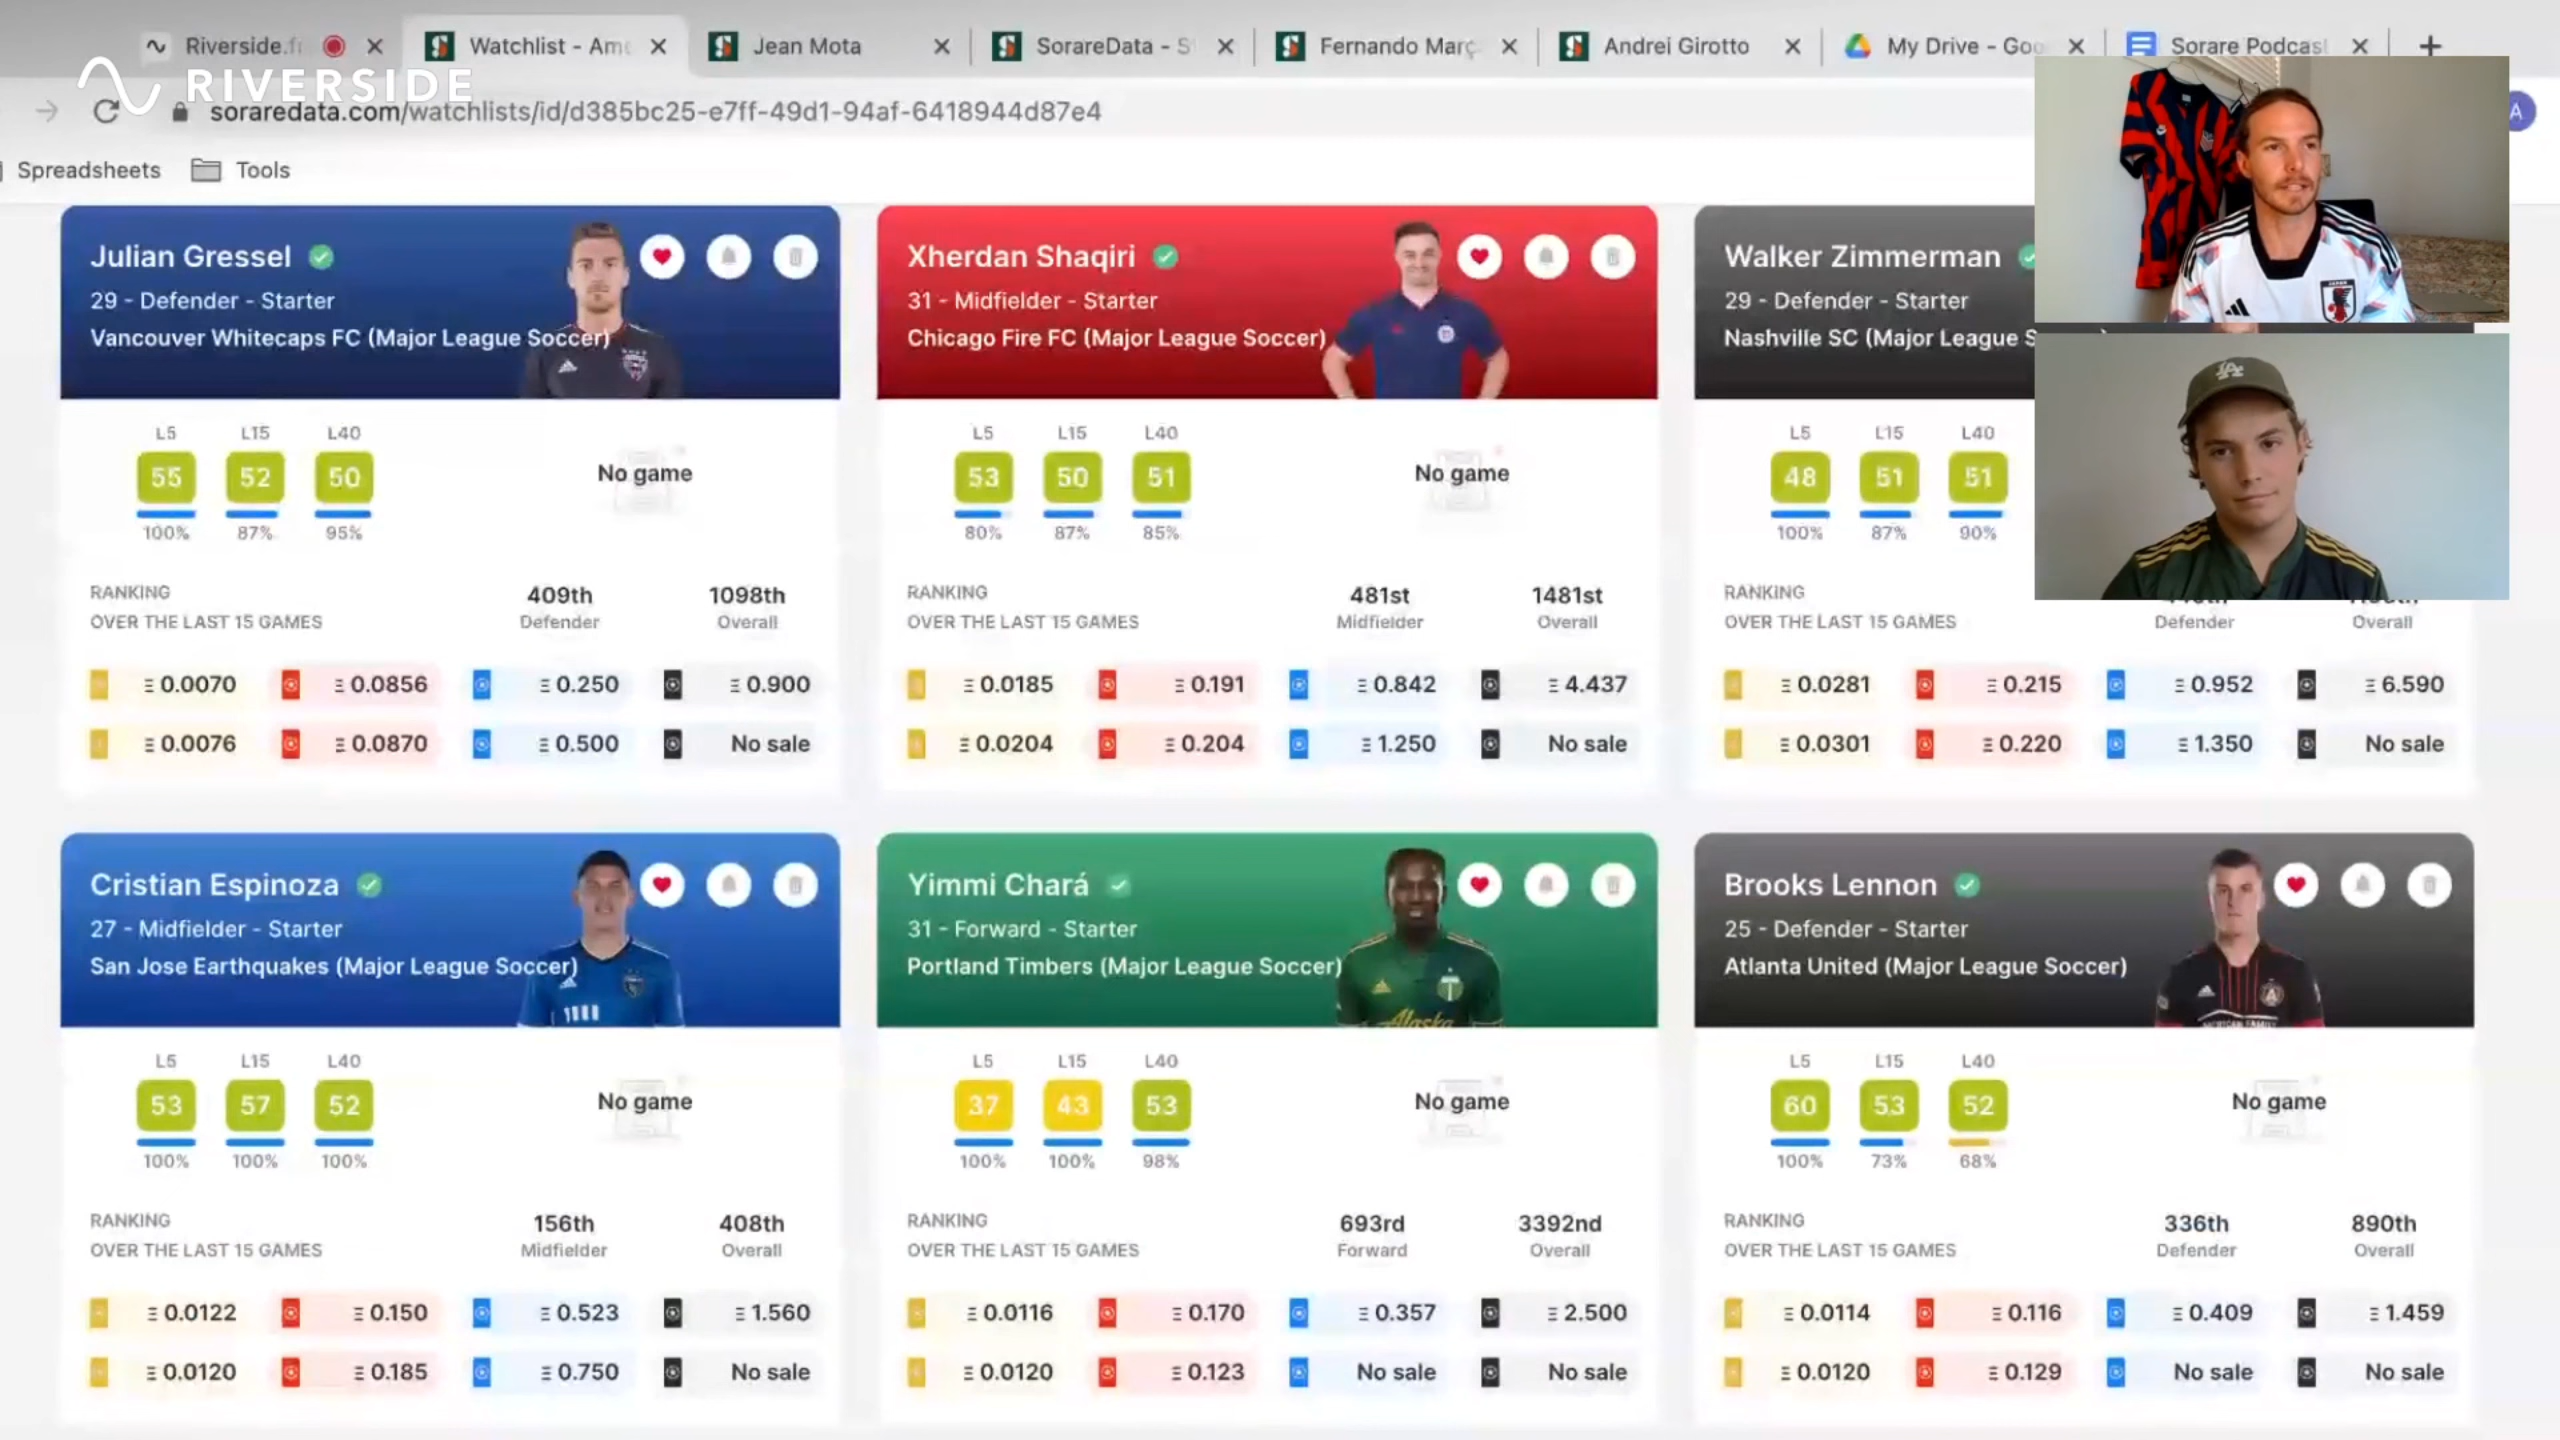 Riverside.f
Watchlist - Am
Jean Mota
SorareData - S
Fernando Març
Andrei Girotto
My Drive - Goo
Sorare Podcast
RIVERSIDE
soraredata.com/watchlists/id/d385bc25-e7ff-49d1-94af-6418944d87e4
A
Spreadsheets
Tools
Julian Gressel
29 - Defender - Starter
Vancouver Whitecaps FC (Major League Soccer)
L5 L15 L40
55 52 50
100% 87% 95%
No game
RANKING
OVER THE LAST 15 GAMES
409th 1098th
Defender Overall
Ξ 0.0070 Ξ 0.0856 Ξ 0.250 Ξ 0.900
Ξ 0.0076 Ξ 0.0870 Ξ 0.500 No sale
Xherdan Shaqiri
31 - Midfielder - Starter
Chicago Fire FC (Major League Soccer)
L5 L15 L40
53 50 51
80% 87% 85%
No game
RANKING
OVER THE LAST 15 GAMES
481st 1481st
Midfielder Overall
Ξ 0.0185 Ξ 0.191 Ξ 0.842 Ξ 4.437
Ξ 0.0204 Ξ 0.204 Ξ 1.250 No sale
Walker Zimmerman
29 - Defender - Starter
Nashville SC (Major League S
L5 L15 L40
48 51 51
100% 87% 90%
LA
RANKING
OVER THE LAST 15 GAMES
Defender Overall
Ξ 0.0281 Ξ 0.215 Ξ 0.952 Ξ 6.590
Ξ 0.0301 Ξ 0.220 Ξ 1.350 No sale
Cristian Espinoza
27 - Midfielder - Starter
San Jose Earthquakes (Major League Soccer)
L5 L15 L40
53 57 52
100% 100% 100%
No game
RANKING
OVER THE LAST 15 GAMES
156th 408th
Midfielder Overall
Ξ 0.0122 Ξ 0.150 Ξ 0.523 Ξ 1.560
Ξ 0.0120 Ξ 0.185 Ξ 0.750 No sale
Yimmi Chará
31 - Forward - Starter
Portland Timbers (Major League Soccer)
Alaska
L5 L15 L40
37 43 53
100% 100% 98%
No game
RANKING
OVER THE LAST 15 GAMES
693rd 3392nd
Forward Overall
Ξ 0.0116 Ξ 0.170 Ξ 0.357 Ξ 2.500
Ξ 0.0120 Ξ 0.123 No sale No sale
Brooks Lennon
25 - Defender - Starter
Atlanta United (Major League Soccer)
L5 L15 L40
60 53 52
100% 73% 68%
No game
RANKING
OVER THE LAST 15 GAMES
336th 890th
Defender Overall
Ξ 0.0114 Ξ 0.116 Ξ 0.409 Ξ 1.459
Ξ 0.0120 Ξ 0.129 No sale No sale